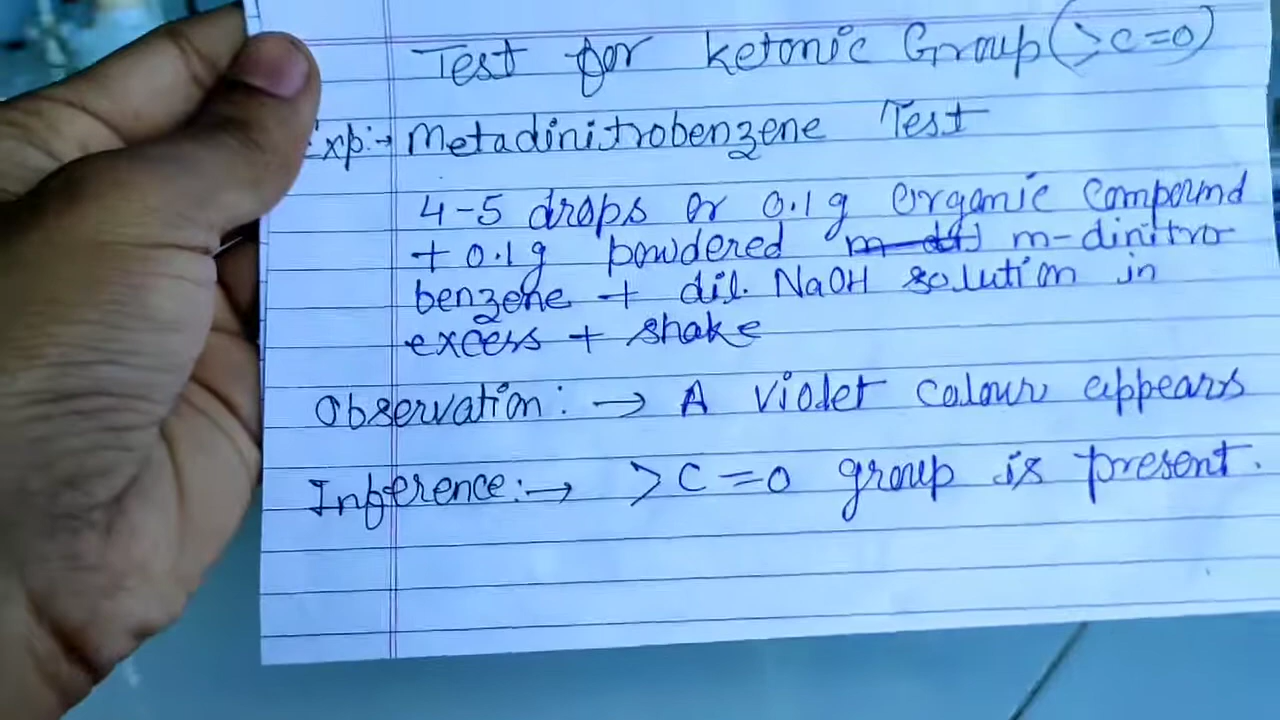 Test for Ketonic Group (>C=O)
Exp:→ Metadinitrobenzene Test
4-5 drops or 0.1g organic compound
+ 0.1g powdered m-dinitro
benzene + dil. NaOH solution in
excess + shake
Observation:→ A violet colour appears
Inference:→ >C=O group is present.